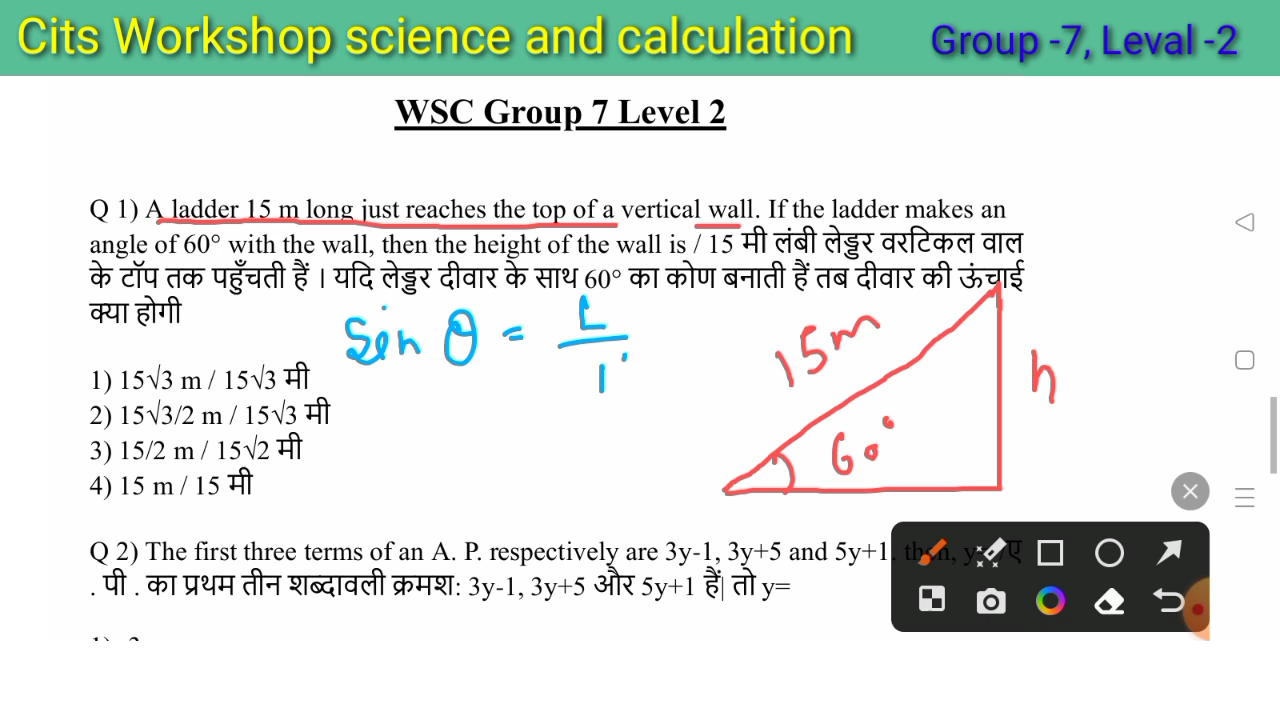 Cits Workshop science and calculation Group -7, Leval -2
WSC Group 7 Level 2
Q 1) A ladder 15 m long just reaches the top of a vertical wall. If the ladder makes an
angle of 60° with the wall, then the height of the wall is / 15 मी लंबी लेड्डर वरटिकल वाल
के टॉप तक पहुँचती हैं । यदि लेड्डर दीवार के साथ 60° का कोण बनाती हैं तब दीवार की ऊंचाई
क्या होगी
Sin θ =
15m
h
60°
1) 15√3 m / 15√3 मी
2) 15√3/2 m / 15√3 मी
3) 15/2 m / 15√2 मी
4) 15 m / 15 मी
Q 2) The first three terms of an A. P. respectively are 3y-1, 3y+5 and 5y+1, then, y
. पी . का प्रथम तीन शब्दावली क्रमश: 3y-1, 3y+5 और 5y+1 हैं| तो y=